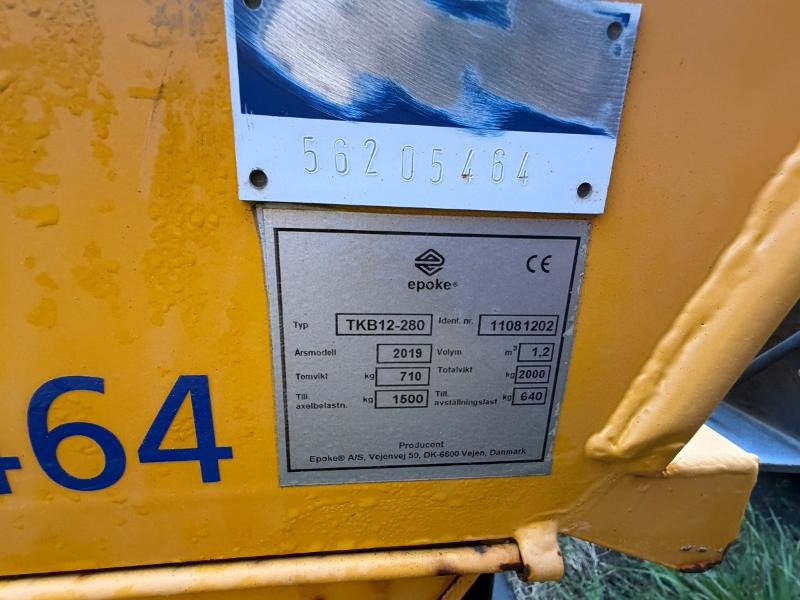 56205464
epoke® CE
Typ TKB12-280 Ident. nr. 11081202
Årsmodell 2019 Volym m³ 1,2
Tomvikt kg 710 Totalvikt kg 2000
Till. axelbelastn. kg 1500 Till. avställningslast kg 640
Producent
Epoke® A/S, Vejenvej 50, DK-6600 Vejen, Danmark
464